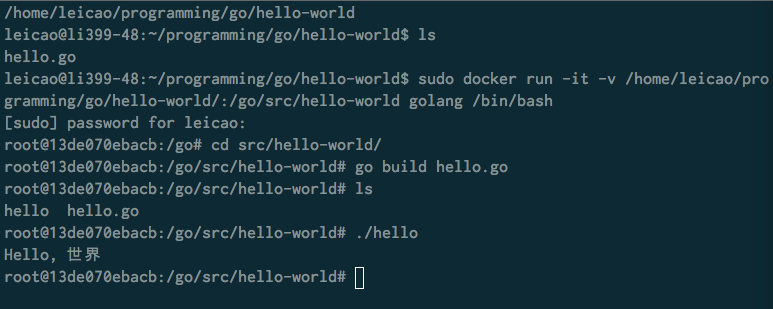 /home/leicao/programming/go/hello-world
leicao@li399-48:~/programming/go/hello-world$ ls
hello.go
leicao@li399-48:~/programming/go/hello-world$ sudo docker run -it -v /home/leicao/pro
gramming/go/hello-world/:/go/src/hello-world golang /bin/bash
[sudo] password for leicao:
root@13de070ebacb:/go# cd src/hello-world/
root@13de070ebacb:/go/src/hello-world# go build hello.go
root@13de070ebacb:/go/src/hello-world# ls
hello  hello.go
root@13de070ebacb:/go/src/hello-world# ./hello
Hello, 世界
root@13de070ebacb:/go/src/hello-world#